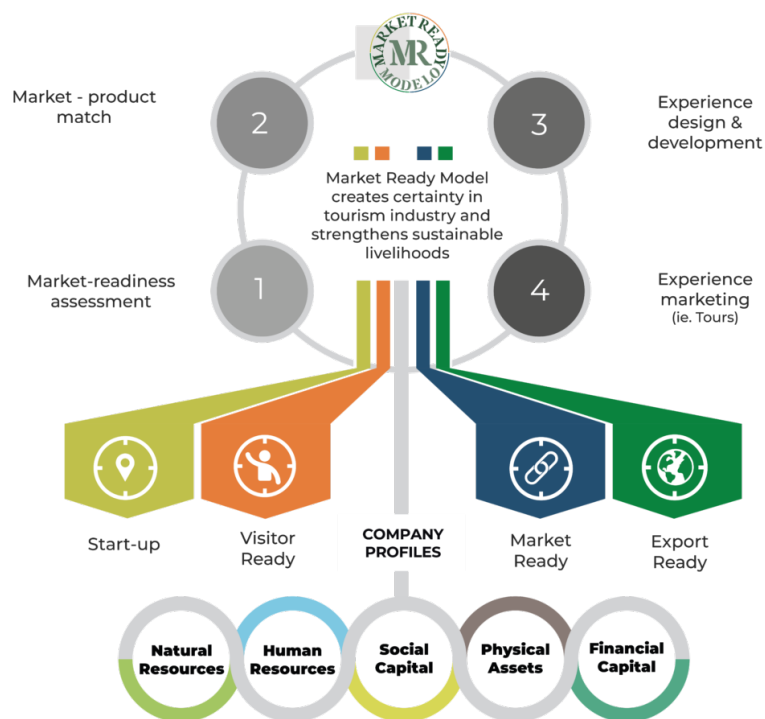 MARKET READY
MR
MODELO
Market - product
match
2
3
Experience
design &
development
Market Ready Model
creates certainty in
tourism industry and
strengthens sustainable
livelihoods
Market-readiness
assessment
1
4
Experience
marketing
(ie. Tours)
Start-up
Visitor
Ready
COMPANY
PROFILES
Market
Ready
Export
Ready
Natural
Resources
Human
Resources
Social
Capital
Physical
Assets
Financial
Capital